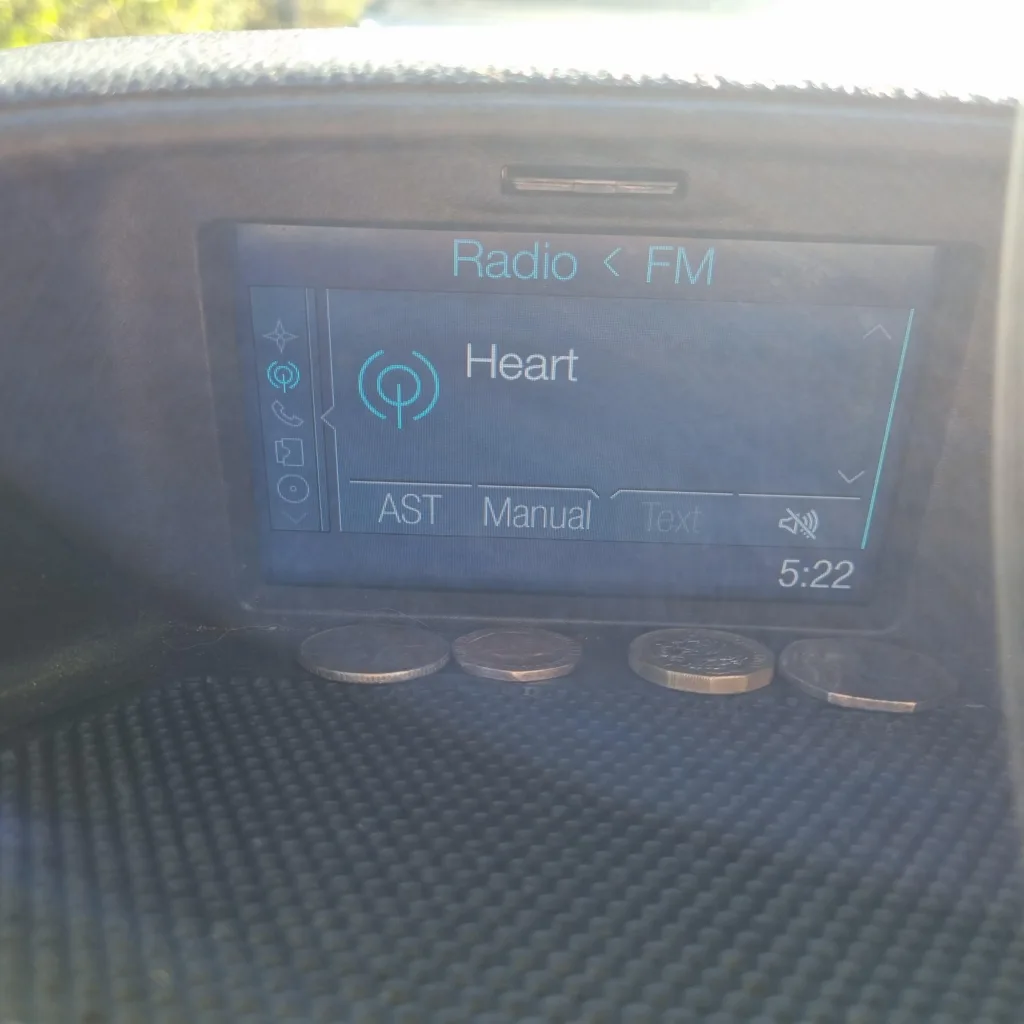 Radio < FM
Heart
AST Manual Text
5:22